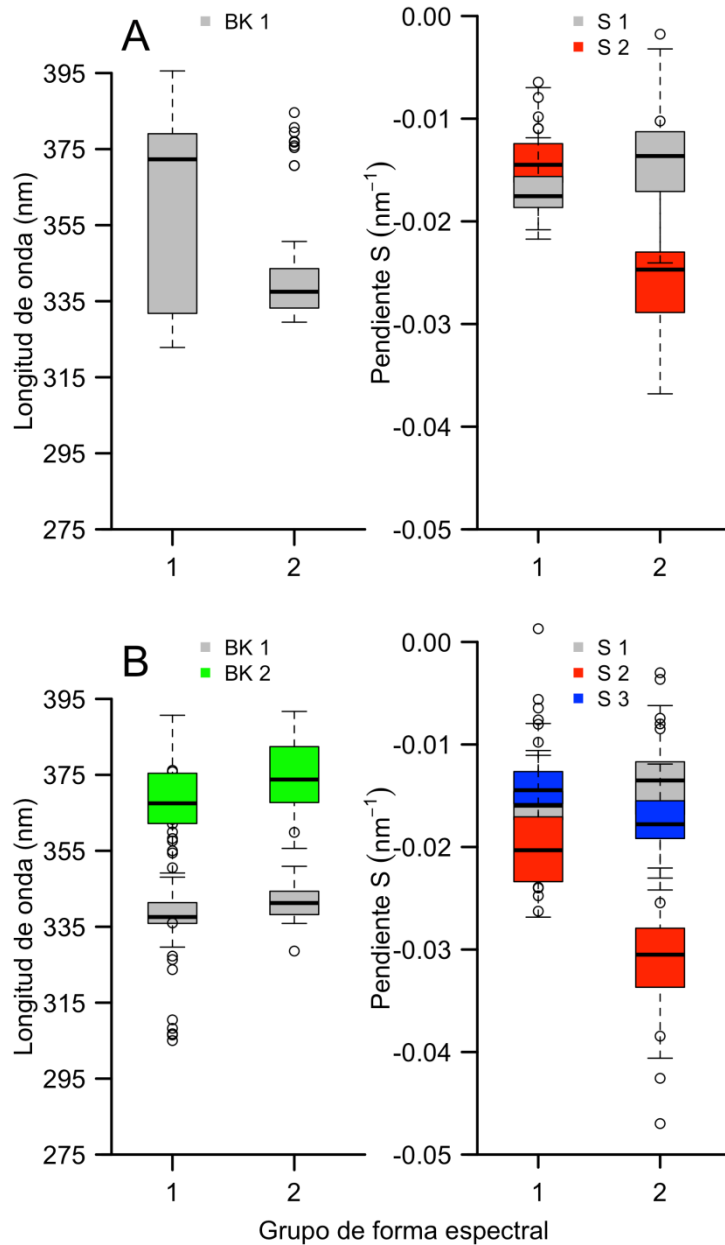 A
BK 1
Longitud de onda (nm)
395
375
355
335
315
295
275
1 2
S 1
S 2
Pendiente S (nm⁻¹)
0.00
-0.01
-0.02
-0.03
-0.04
-0.05
1 2
B
BK 1
BK 2
Longitud de onda (nm)
395
375
355
335
315
295
275
1 2
S 1
S 2
S 3
Pendiente S (nm⁻¹)
0.00
-0.01
-0.02
-0.03
-0.04
-0.05
1 2
Grupo de forma espectral